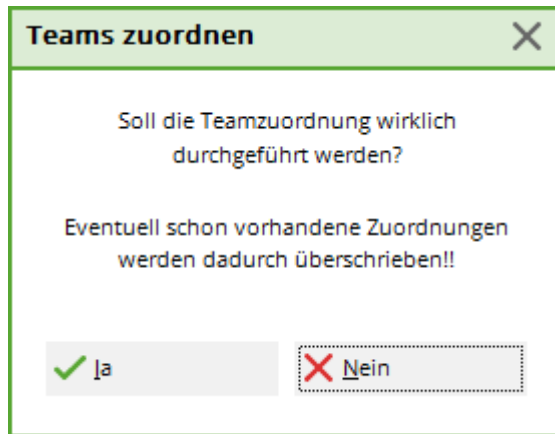 Teams zuordnen
Soll die Teamzuordnung wirklich
durchgeführt werden?
Eventuell schon vorhandene Zuordnungen
werden dadurch überschrieben!!
Ja
Nein